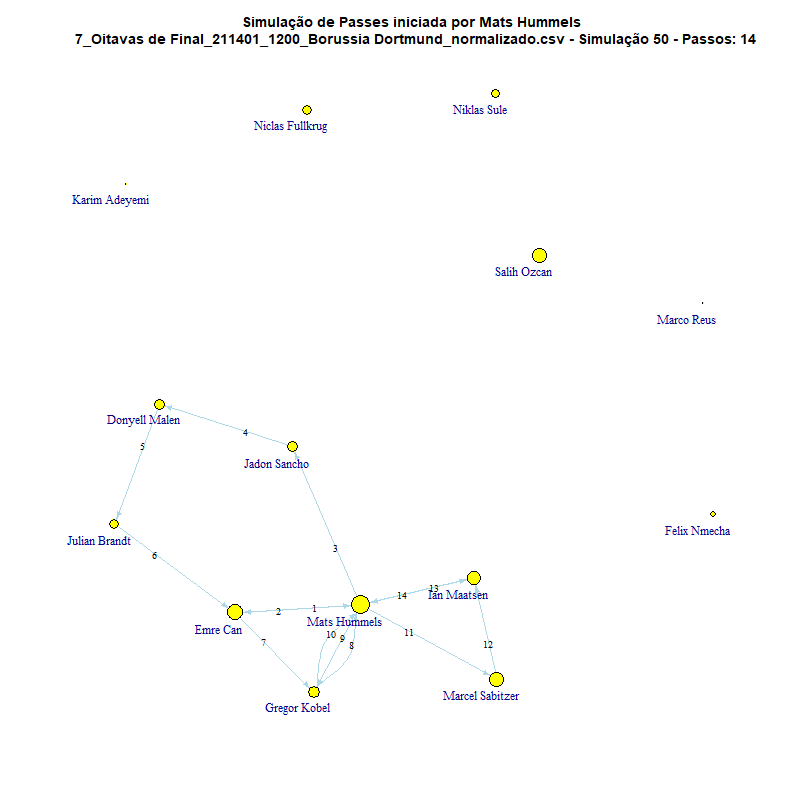 Simulação de Passes iniciada por Mats Hummels
7_Oitavas de Final_211401_1200_Borussia Dortmund_normalizado.csv - Simulação 50 - Passos: 14
Niklas Sule
Niclas Fullkrug
Karim Adeyemi
Salih Ozcan
Marco Reus
Donyell Malen
4
5
Jadon Sancho
Julian Brandt
Felix Nmecha
3
6
13
14
Ian Maatsen
2
1
Mats Hummels
Emre Can
10
9
8
11
7
12
Marcel Sabitzer
Gregor Kobel